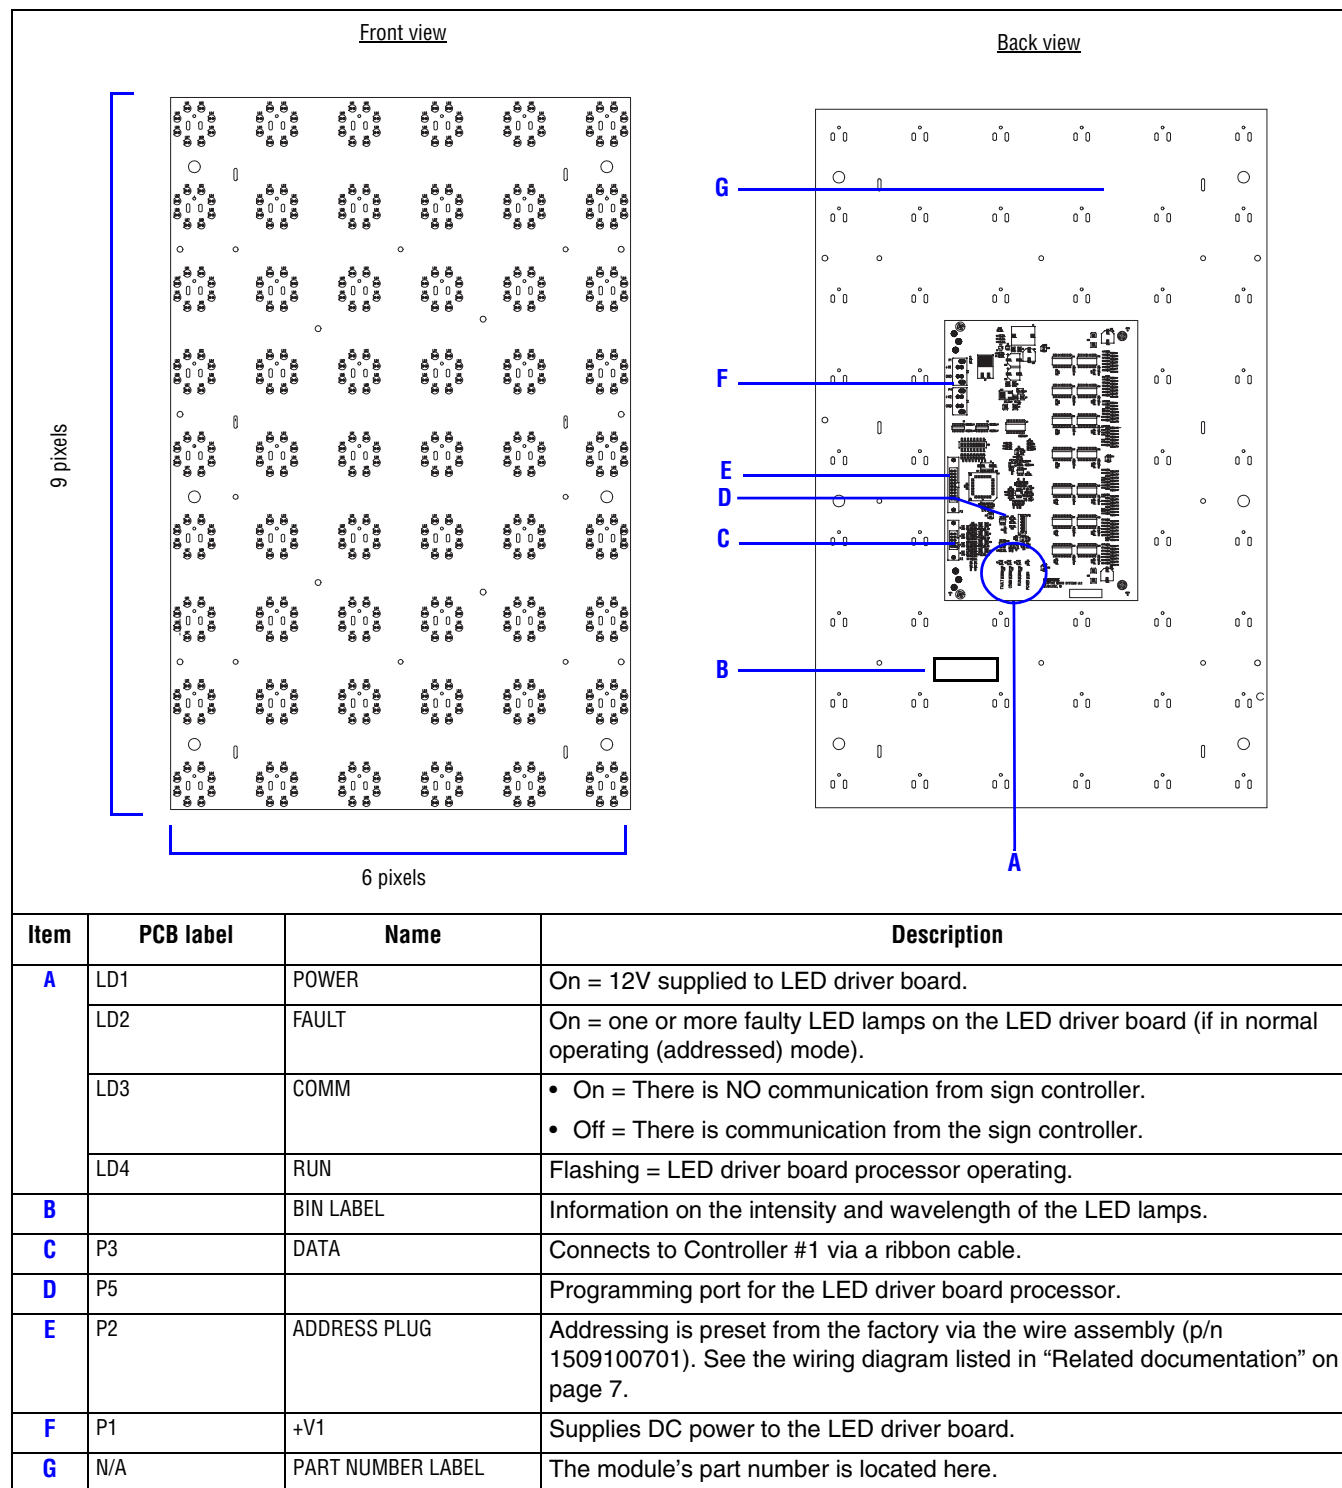 Front view
Back view
9 pixels
6 pixels
G
F
E
D
C
B
A
Item PCB label Name Description
A LD1 POWER On = 12V supplied to LED driver board.
LD2 FAULT On = one or more faulty LED lamps on the LED driver board (if in normal
operating (addressed) mode).
LD3 COMM • On = There is NO communication from sign controller.
• Off = There is communication from the sign controller.
LD4 RUN Flashing = LED driver board processor operating.
B BIN LABEL Information on the intensity and wavelength of the LED lamps.
C P3 DATA Connects to Controller #1 via a ribbon cable.
D P5 Programming port for the LED driver board processor.
E P2 ADDRESS PLUG Addressing is preset from the factory via the wire assembly (p/n
1509100701). See the wiring diagram listed in “Related documentation” on
page 7.
F P1 +V1 Supplies DC power to the LED driver board.
G N/A PART NUMBER LABEL The module’s part number is located here.